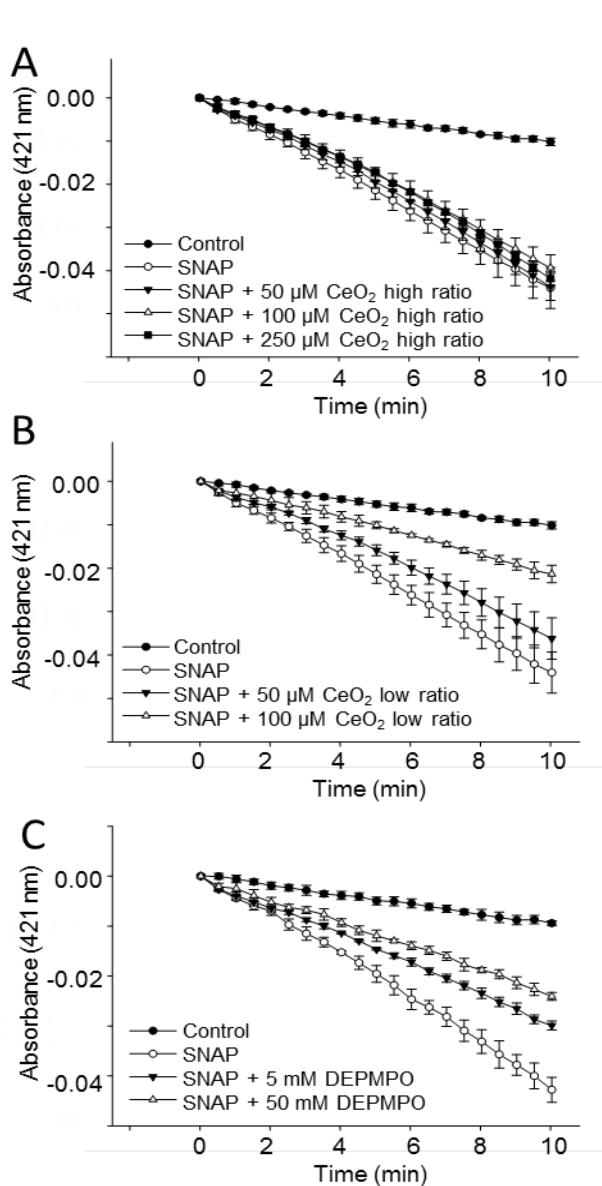 A
Absorbance (421 nm)
0.00
-0.02
-0.04
Control
SNAP
SNAP + 50 µM CeO₂ high ratio
SNAP + 100 µM CeO₂ high ratio
SNAP + 250 µM CeO₂ high ratio
0 2 4 6 8 10
Time (min)
B
Absorbance (421 nm)
0.00
-0.02
-0.04
Control
SNAP
SNAP + 50 µM CeO₂ low ratio
SNAP + 100 µM CeO₂ low ratio
0 2 4 6 8 10
Time (min)
C
Absorbance (421 nm)
0.00
-0.02
-0.04
Control
SNAP
SNAP + 5 mM DEPMPO
SNAP + 50 mM DEPMPO
0 2 4 6 8 10
Time (min)